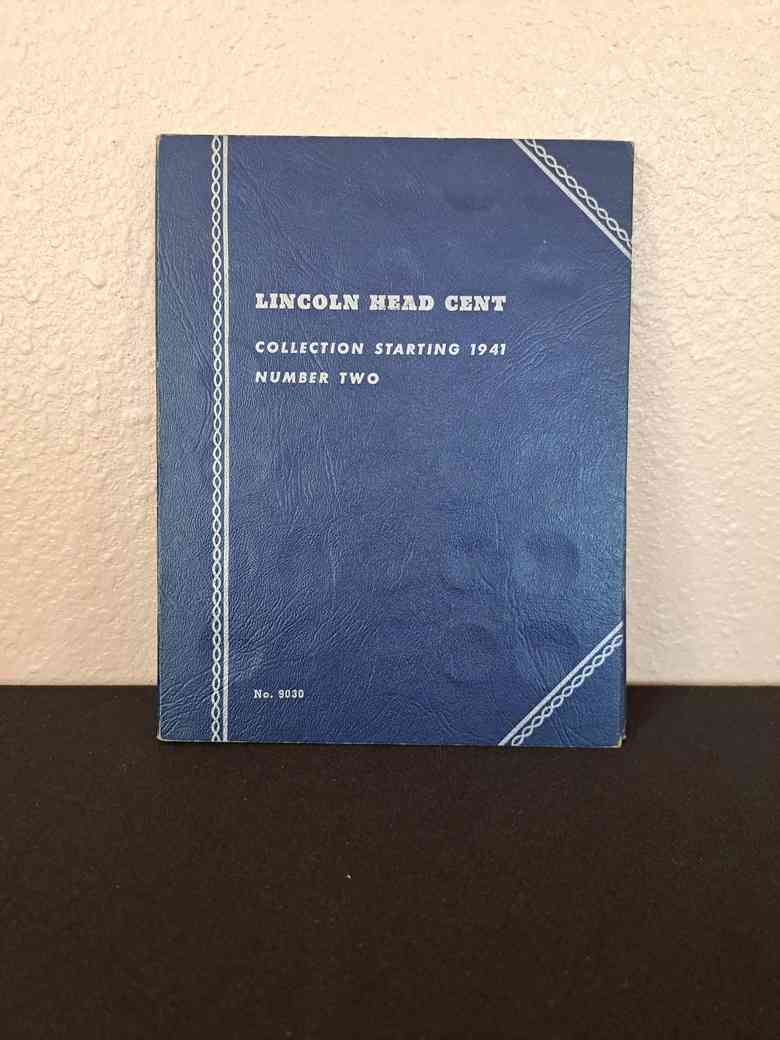 LINCOLN HEAD CENT
COLLECTION STARTING 1941
NUMBER TWO
No. 9030